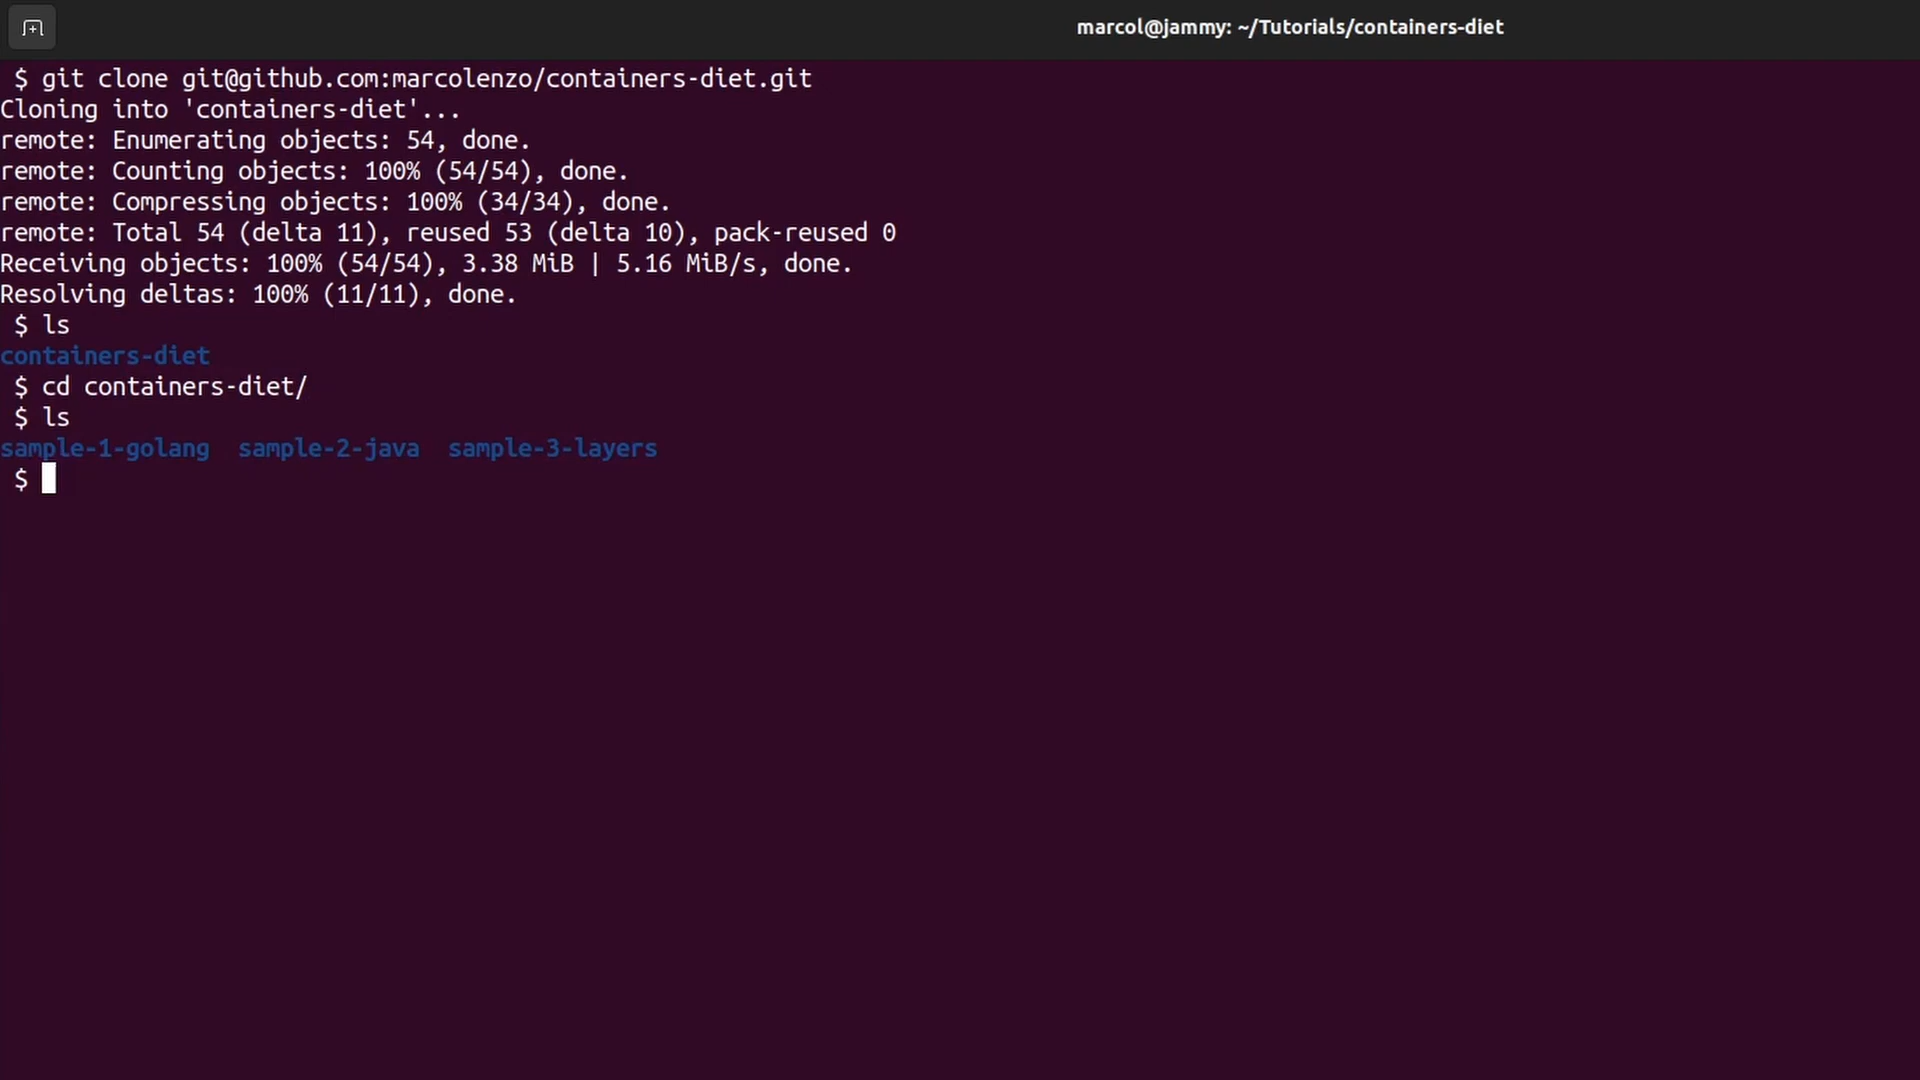 marcol@jammy: ~/Tutorials/containers-diet
$ git clone git@github.com:marcolenzo/containers-diet.git
Cloning into 'containers-diet'...
remote: Enumerating objects: 54, done.
remote: Counting objects: 100% (54/54), done.
remote: Compressing objects: 100% (34/34), done.
remote: Total 54 (delta 11), reused 53 (delta 10), pack-reused 0
Receiving objects: 100% (54/54), 3.38 MiB | 5.16 MiB/s, done.
Resolving deltas: 100% (11/11), done.
$ ls
containers-diet
$ cd containers-diet/
$ ls
sample-1-golang  sample-2-java  sample-3-layers
$